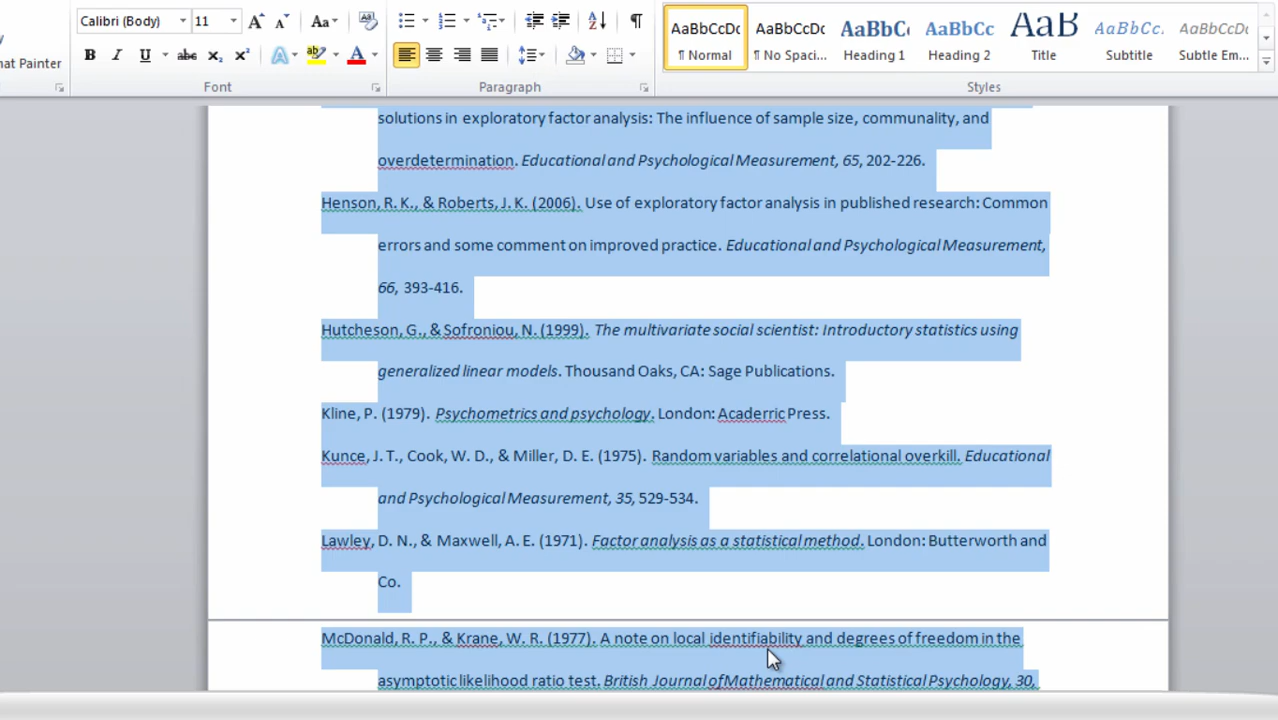 Calibri (Body) 11 Aa
AaBbCcDc AaBbCcDc AaBbC AaBbCc AaB AaBbCc. AaBbCcDc
at Painter B I U abc x₂ x² A ab A ¶ Normal ¶ No Spaci... Heading 1 Heading 2 Title Subtitle Subtle Em...
Font Paragraph Styles
solutions in exploratory factor analysis: The influence of sample size, communality, and
overdetermination. Educational and Psychological Measurement, 65, 202-226.
Henson, R. K., & Roberts, J. K. (2006). Use of exploratory factor analysis in published research: Common
errors and some comment on improved practice. Educational and Psychological Measurement,
66, 393-416.
Hutcheson, G., & Sofroniou, N. (1999). The multivariate social scientist: Introductory statistics using
generalized linear models. Thousand Oaks, CA: Sage Publications.
Kline, P. (1979). Psychometrics and psychology. London: Acaderric Press.
Kunce, J. T., Cook, W. D., & Miller, D. E. (1975). Random variables and correlational overkill. Educational
and Psychological Measurement, 35, 529-534.
Lawley, D. N., & Maxwell, A. E. (1971). Factor analysis as a statistical method. London: Butterworth and
Co.
McDonald, R. P., & Krane, W. R. (1977). A note on local identifiability and degrees of freedom in the
asymptotic likelihood ratio test. British Journal ofMathematical and Statistical Psychology, 30,